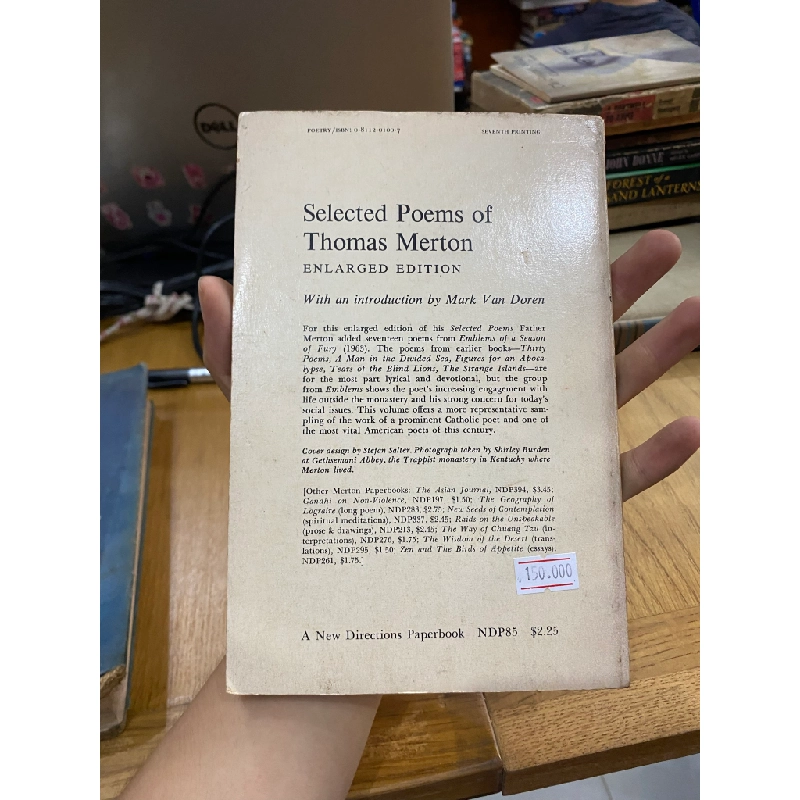 DELL
POETRY/ISBN 0-8112-0100-7
SEVENTH PRINTING
Selected Poems of
Thomas Merton
ENLARGED EDITION
With an introduction by Mark Van Doren
For this enlarged edition of his Selected Poems Father
Merton added seventeen poems from Emblems of a Season
of Fury (1963). The poems from earlier books—Thirty
Poems, A Man in the Divided Sea, Figures for an Apoca-
lypse, Tears of the Blind Lions, The Strange Islands—are
for the most part lyrical and devotional, but the group
from Emblems shows the poet's increasing engagement with
life outside the monastery and his strong concern for today's
social issues. This volume offers a more representative sam-
pling of the work of a prominent Catholic poet and one of
the most vital American poets of this century.
Cover design by Stefan Salter. Photograph taken by Shirley Burden
at Gethsemani Abbey, the Trappist monastery in Kentucky where
Merton lived.
[Other Merton Paperbooks: The Asian Journal, NDP394, $3.45;
Gandhi on Non-Violence, NDP197, $1.50; The Geography of
Lograire (long poem), NDP283, $2.75; New Seeds of Contemplation
(spiritual meditations), NDP337, $2.45; Raids on the Unspeakable
(prose & drawings), NDP213, $2.45; The Way of Chuang Tzu (in-
terpretations), NDP276, $1.75; The Wisdom of the Desert (trans-
lations), NDP295, $1.50; Zen and The Birds of Appetite (essays),
NDP261, $1.75.]
150.000
A New Directions Paperbook NDP85 $2.25
JOHN DONNE
FOREST of a
AND LANTERNS